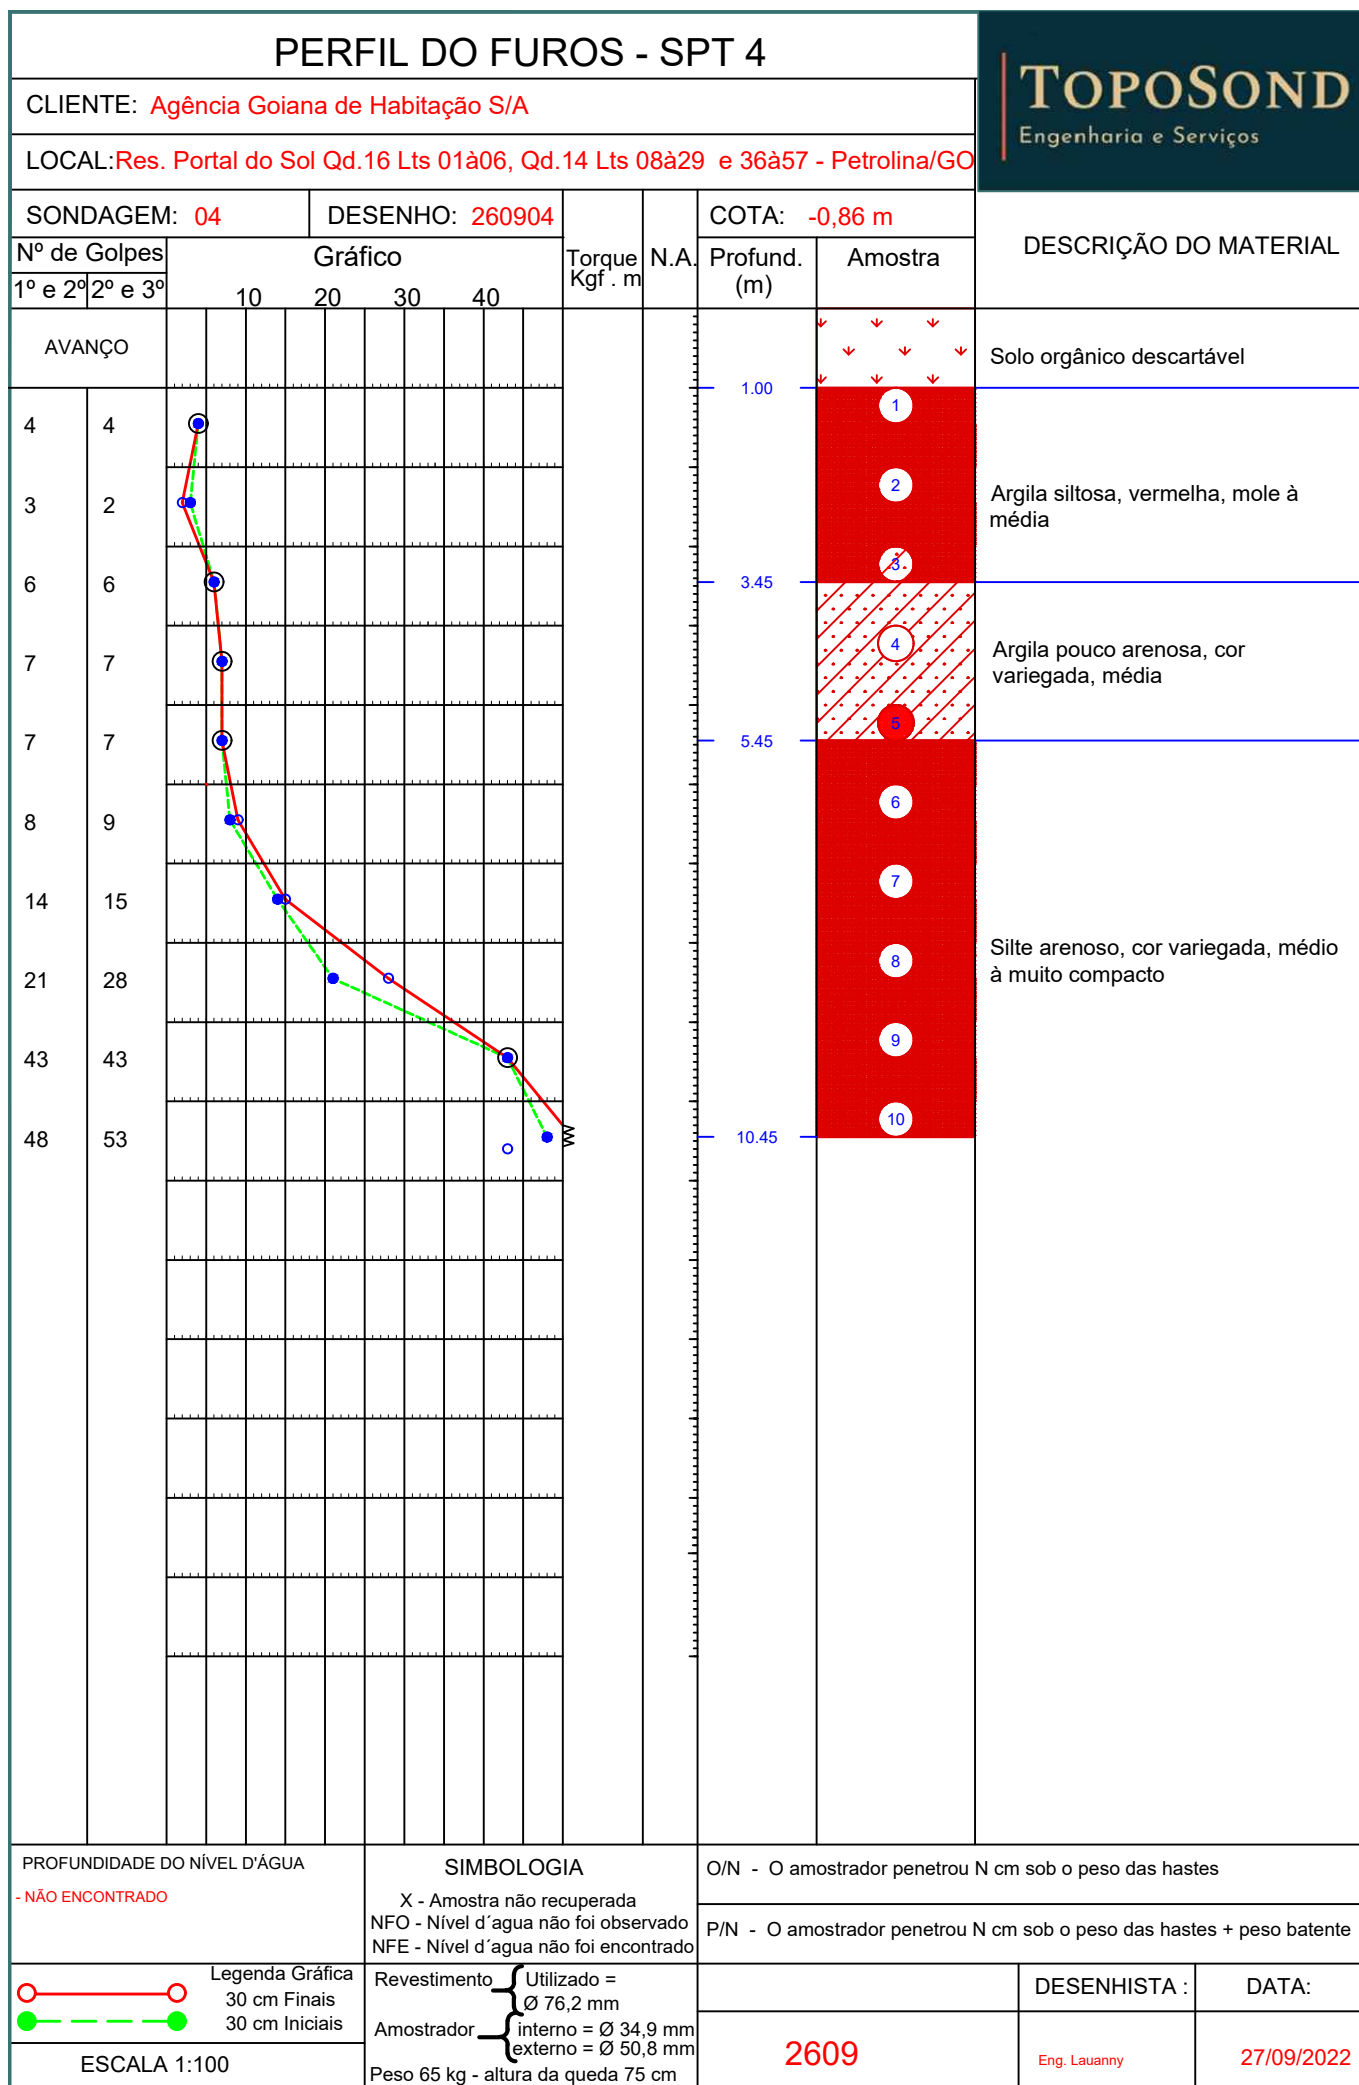 PERFIL DO FUROS - SPT 4
TOPOSOND
Engenharia e Serviços
CLIENTE: Agência Goiana de Habitação S/A
LOCAL:Res. Portal do Sol Qd.16 Lts 01à06, Qd.14 Lts 08à29 e 36à57 - Petrolina/GO
SONDAGEM: 04
DESENHO: 260904
COTA: -0,86 m
Nº de Golpes
1º e 2º
2º e 3º
Gráfico
10 20 30 40
Torque
Kgf . m
N.A.
Profund.
(m)
Amostra
DESCRIÇÃO DO MATERIAL
AVANÇO
Solo orgânico descartável
1.00
4 4
1
3 2
2
Argila siltosa, vermelha, mole à
média
6 6
3
3.45
7 7
4
Argila pouco arenosa, cor
variegada, média
7 7
5
5.45
8 9
6
14 15
7
21 28
8
Silte arenoso, cor variegada, médio
à muito compacto
43 43
9
48 53
10
10.45
PROFUNDIDADE DO NÍVEL D'ÁGUA
- NÃO ENCONTRADO
SIMBOLOGIA
X - Amostra não recuperada
NFO - Nível d´agua não foi observado
NFE - Nível d´agua não foi encontrado
O/N - O amostrador penetrou N cm sob o peso das hastes
P/N - O amostrador penetrou N cm sob o peso das hastes + peso batente
Legenda Gráfica
30 cm Finais
30 cm Iniciais
ESCALA 1:100
Revestimento
Utilizado =
Ø 76,2 mm
Amostrador
interno = Ø 34,9 mm
externo = Ø 50,8 mm
Peso 65 kg - altura da queda 75 cm
2609
DESENHISTA :
Eng. Lauanny
DATA:
27/09/2022